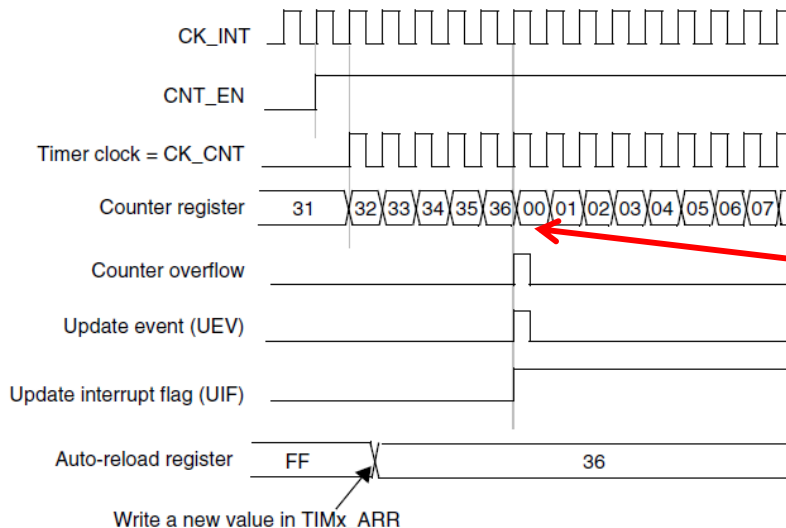 CK_INT
CNT_EN
Timer clock = CK_CNT
Counter register 31 32 33 34 35 36 00 01 02 03 04 05 06 07
Counter overflow
Update event (UEV)
Update interrupt flag (UIF)
Auto-reload register FF 36
Write a new value in TIMx_ARR